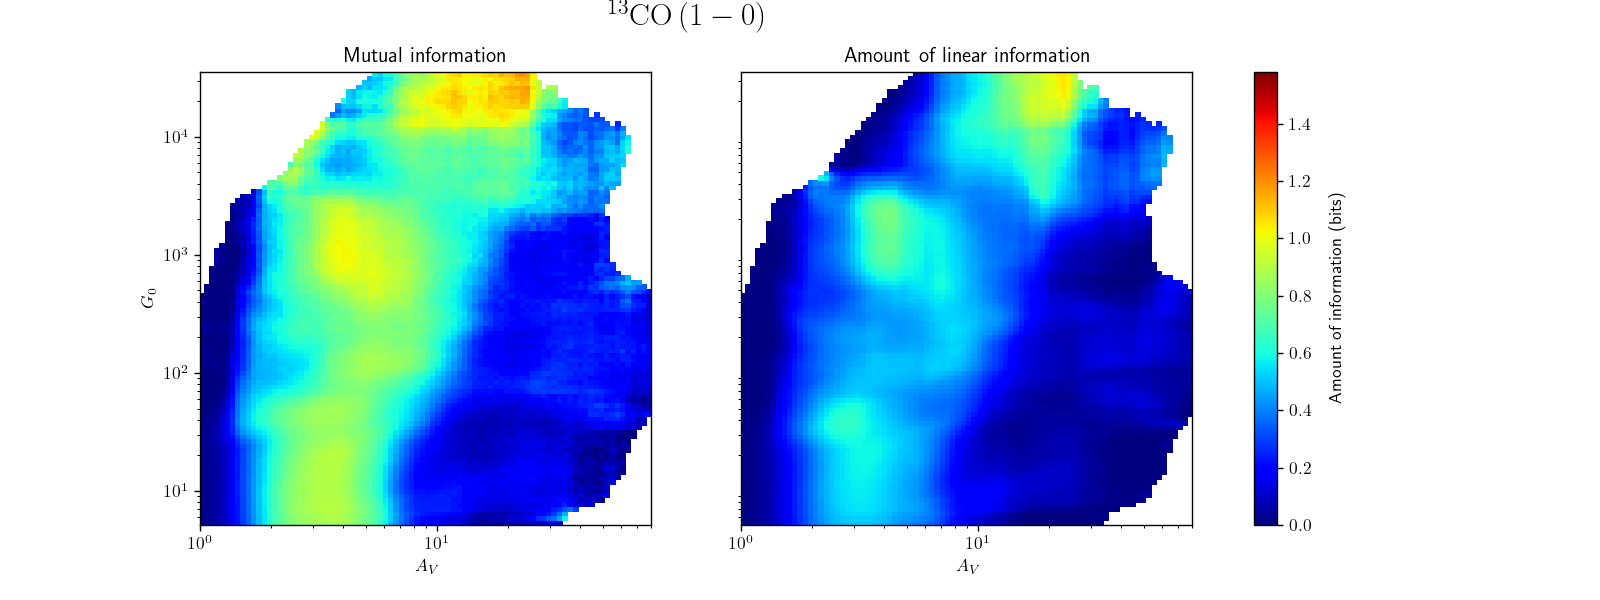 ¹³CO (1 − 0)
Mutual information
Amount of linear information
10⁴
10³
10²
10¹
G₀
10⁰
10¹
A_V
10⁰
10¹
A_V
1.4
1.2
1.0
0.8
0.6
0.4
0.2
0.0
Amount of information (bits)